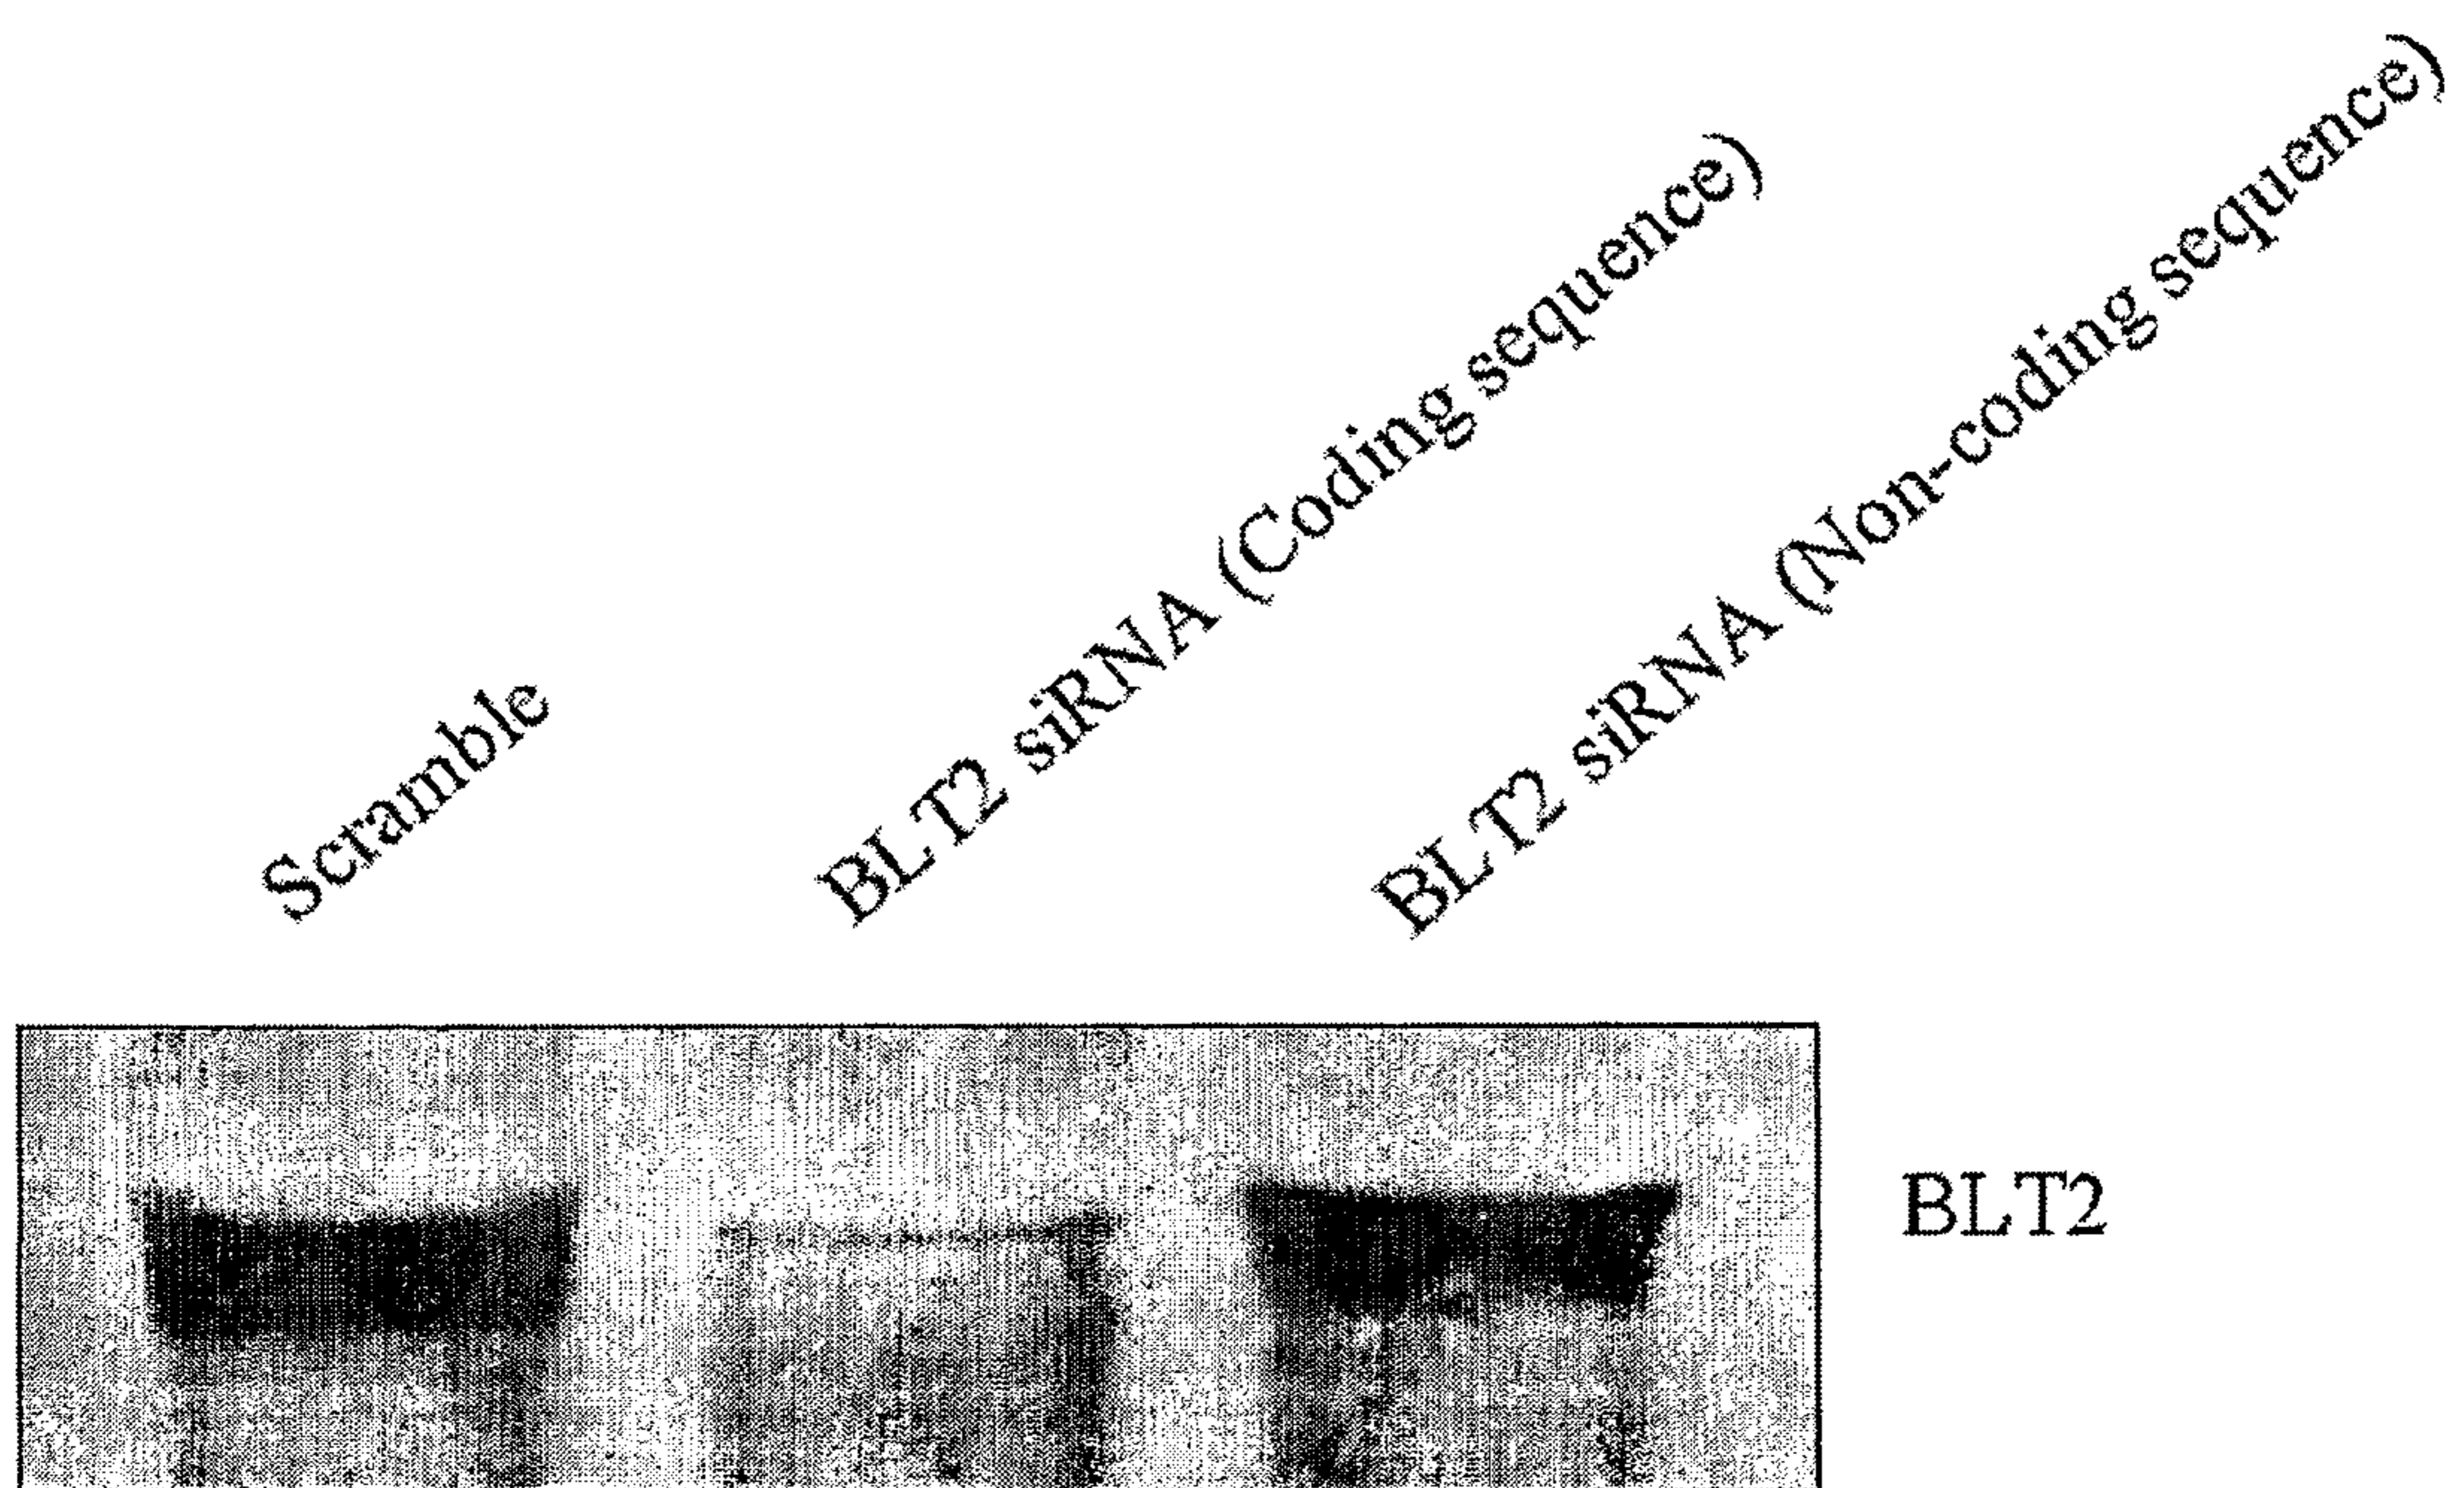 Scramble
BLT2 siRNA (Coding sequence)
BLT2 siRNA (Non-coding sequence)
BLT2